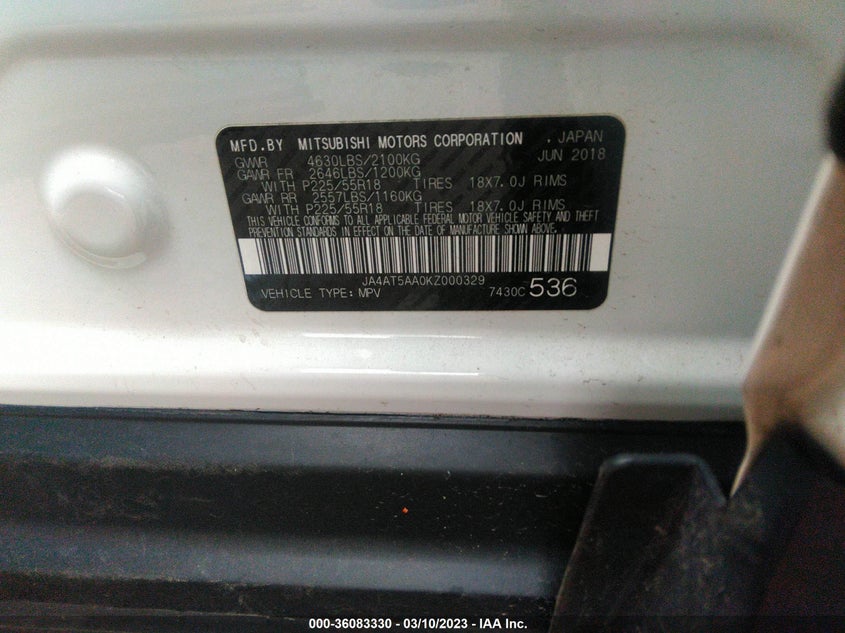 MFD.BY MITSUBISHI MOTORS CORPORATION , JAPAN
GVWR 4630LBS/2100KG JUN 2018
GAWR FR 2646LBS/1200KG
WITH P225/55R18 TIRES 18X7.0J RIMS
GAWR RR 2557LBS/1160KG
WITH P225/55R18 TIRES 18X7.0J RIMS
THIS VEHICLE CONFORMS TO ALL APPLICABLE FEDERAL MOTOR VEHICLE SAFETY AND THEFT
PREVENTION STANDARDS IN EFFECT ON THE DATE OF MANUFACTURE SHOWN ABOVE.
JA4AT5AA0KZ000329
VEHICLE TYPE: MPV 7430C 536
000-36083330 - 03/10/2023 - IAA Inc.